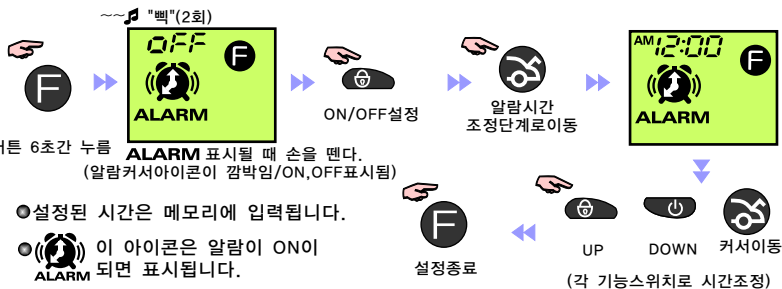 ~~♪ "삑"(2회)
OFF
F
ALARM
F
ON/OFF설정
알람시간
조정단계로이동
AM 12:00
F
ALARM
6초간 누름
ALARM 표시될 때 손을 뗀다.
(알람커서아이콘이 깜박임/ON,OFF표시됨)
설정된 시간은 메모리에 입력됩니다.
이 아이콘은 알람이 ON이
ALARM 되면 표시됩니다.
F
설정종료
UP
DOWN
커서이동
(각 기능스위치로 시간조정)